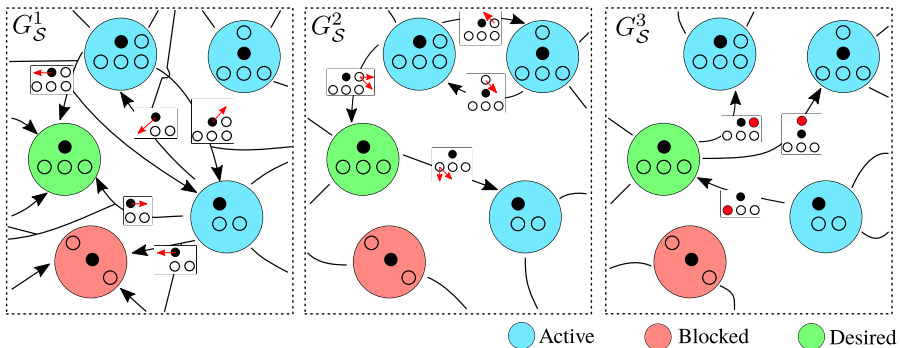 G_𝒮^1
G_𝒮^2
G_𝒮^3
Active
Blocked
Desired